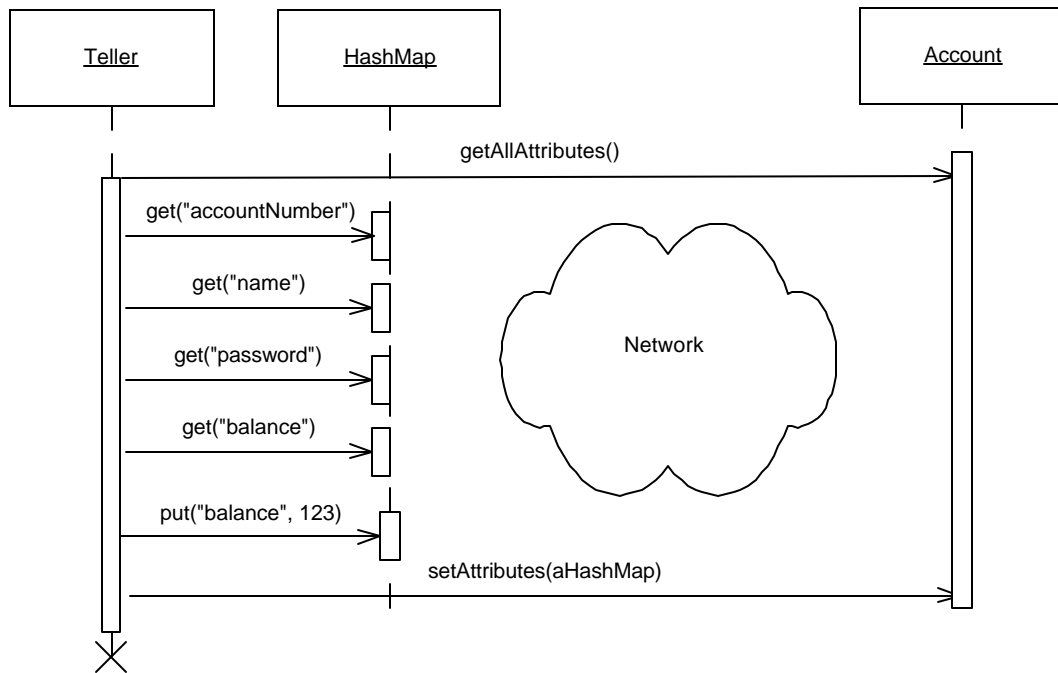 Teller
HashMap
Account
getAllAttributes()
get("accountNumber")
get("name")
Network
get("password")
get("balance")
put("balance", 123)
setAttributes(aHashMap)